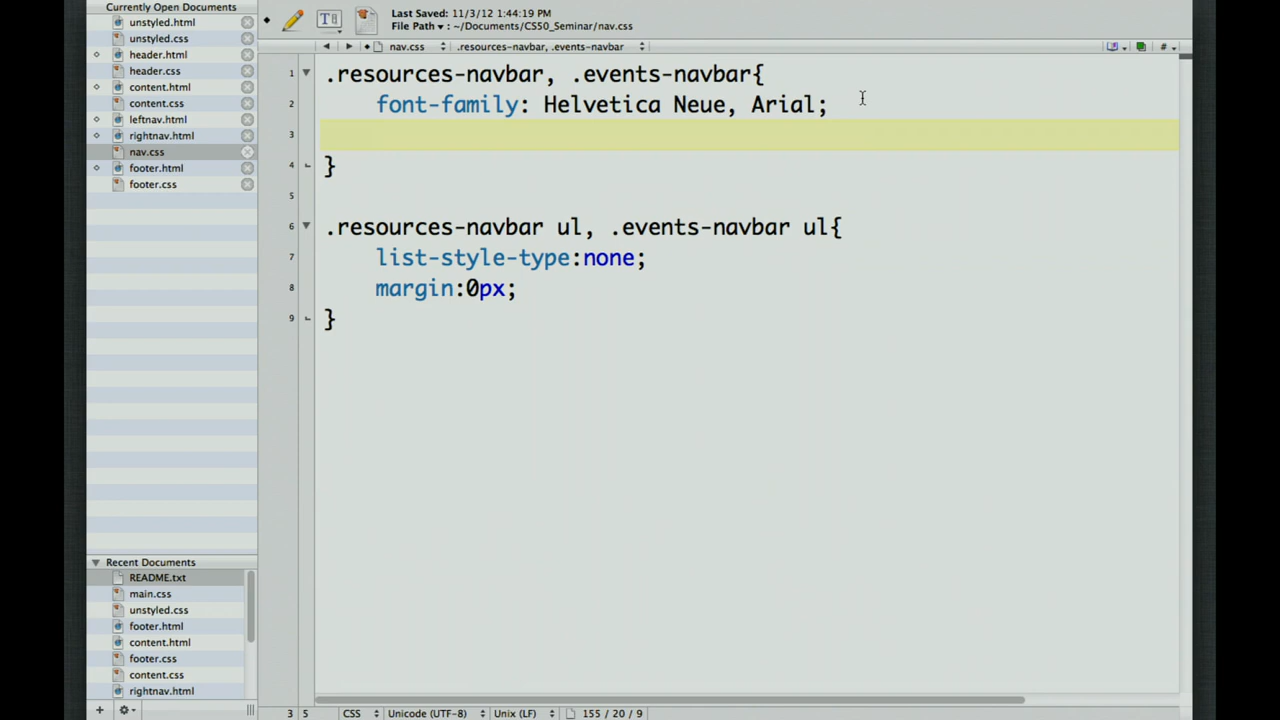 Currently Open Documents
unstyled.html
unstyled.css
header.html
header.css
content.html
content.css
leftnav.html
rightnav.html
nav.css
footer.html
footer.css
Recent Documents
README.txt
main.css
unstyled.css
footer.html
content.html
footer.css
content.css
rightnav.html
Last Saved: 11/3/12 1:44:19 PM
File Path ▾ : ~/Documents/CS50_Seminar/nav.css
nav.css .resources-navbar, .events-navbar #
1 .resources-navbar, .events-navbar{
2 font-family: Helvetica Neue, Arial;
3
4 }
5
6 .resources-navbar ul, .events-navbar ul{
7 list-style-type:none;
8 margin:0px;
9 }
3 5 CSS Unicode (UTF-8) Unix (LF) 155 / 20 / 9